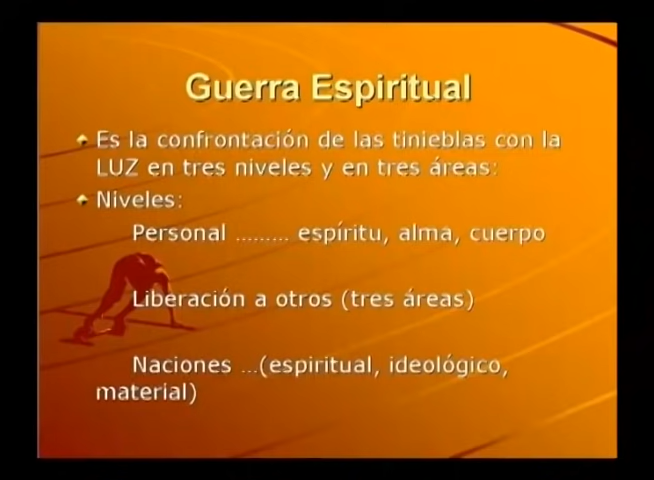 Guerra Espiritual
Es la confrontación de las tinieblas con la
LUZ en tres niveles y en tres áreas:
Niveles:
Personal ......... espíritu, alma, cuerpo
Liberación a otros (tres áreas)
Naciones ...(espiritual, ideológico,
material)